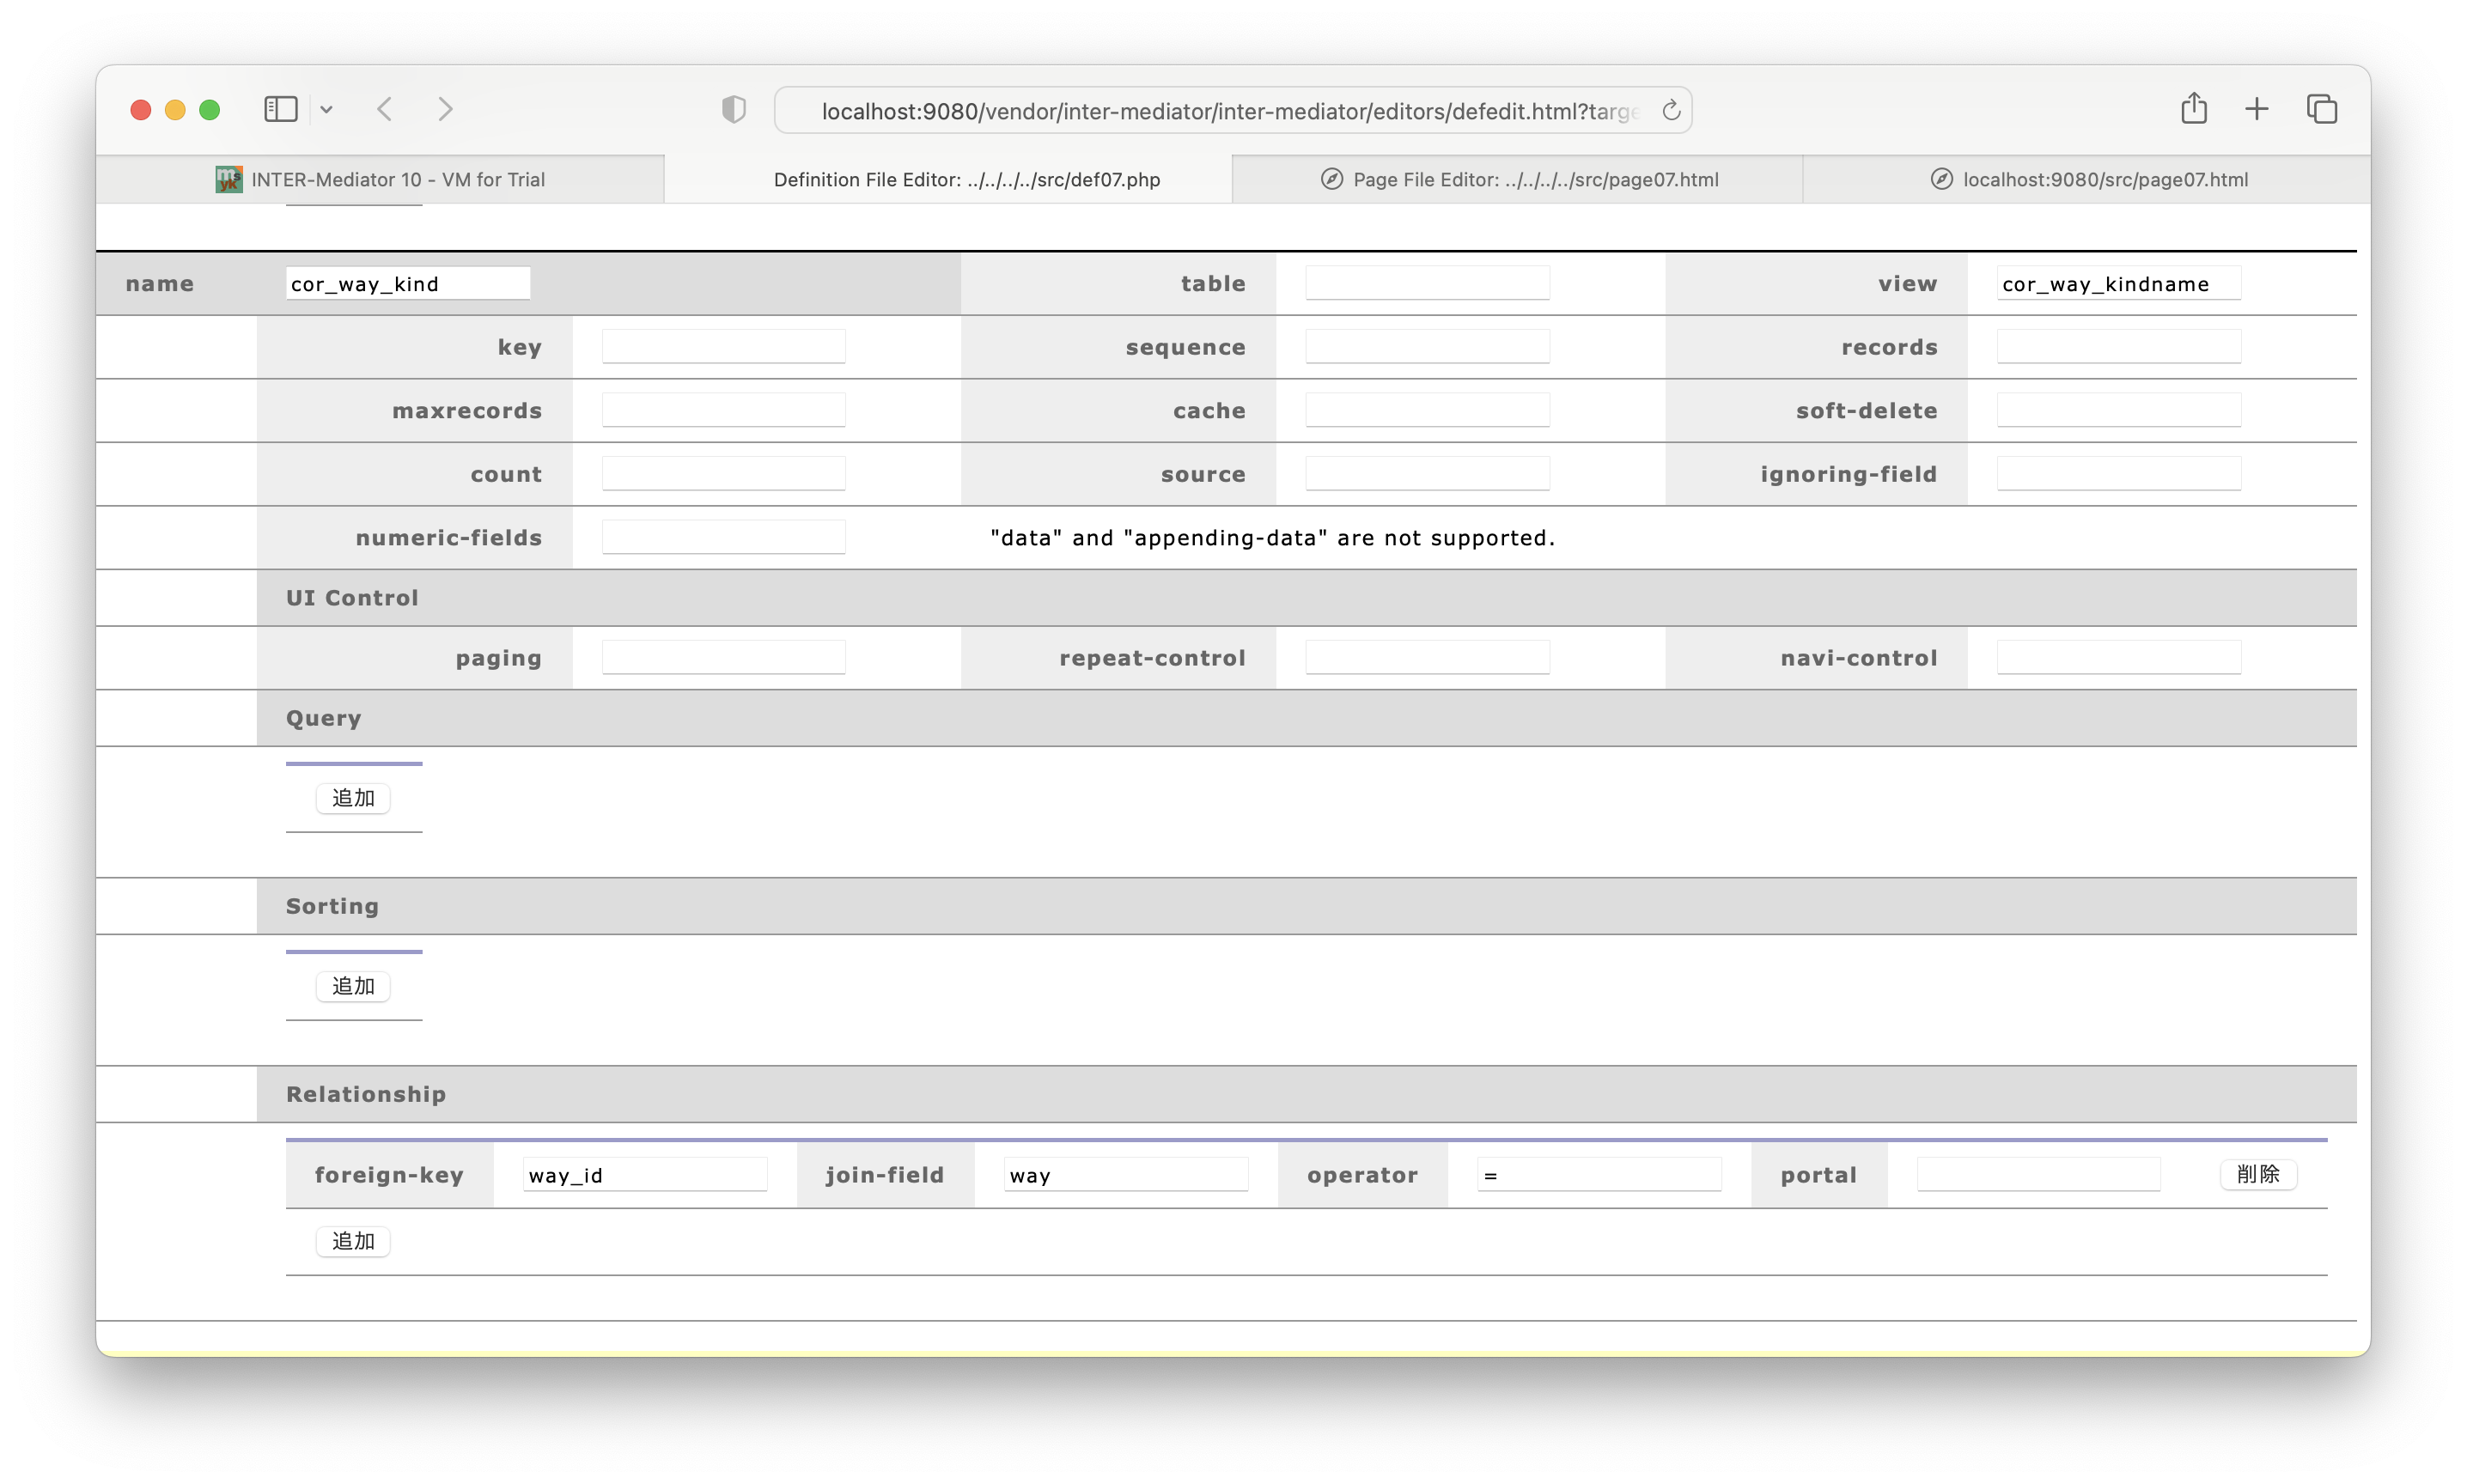 localhost:9080/vendor/inter-mediator/inter-mediator/editors/defedit.html?targe
INTER-Mediator 10 - VM for Trial
Definition File Editor: ../../../../src/def07.php
Page File Editor: ../../../../src/page07.html
localhost:9080/src/page07.html
name cor_way_kind table view cor_way_kindname
key sequence records
maxrecords cache soft-delete
count source ignoring-field
numeric-fields "data" and "appending-data" are not supported.
UI Control
paging repeat-control navi-control
Query
追加
Sorting
追加
Relationship
foreign-key way_id join-field way operator = portal 削除
追加